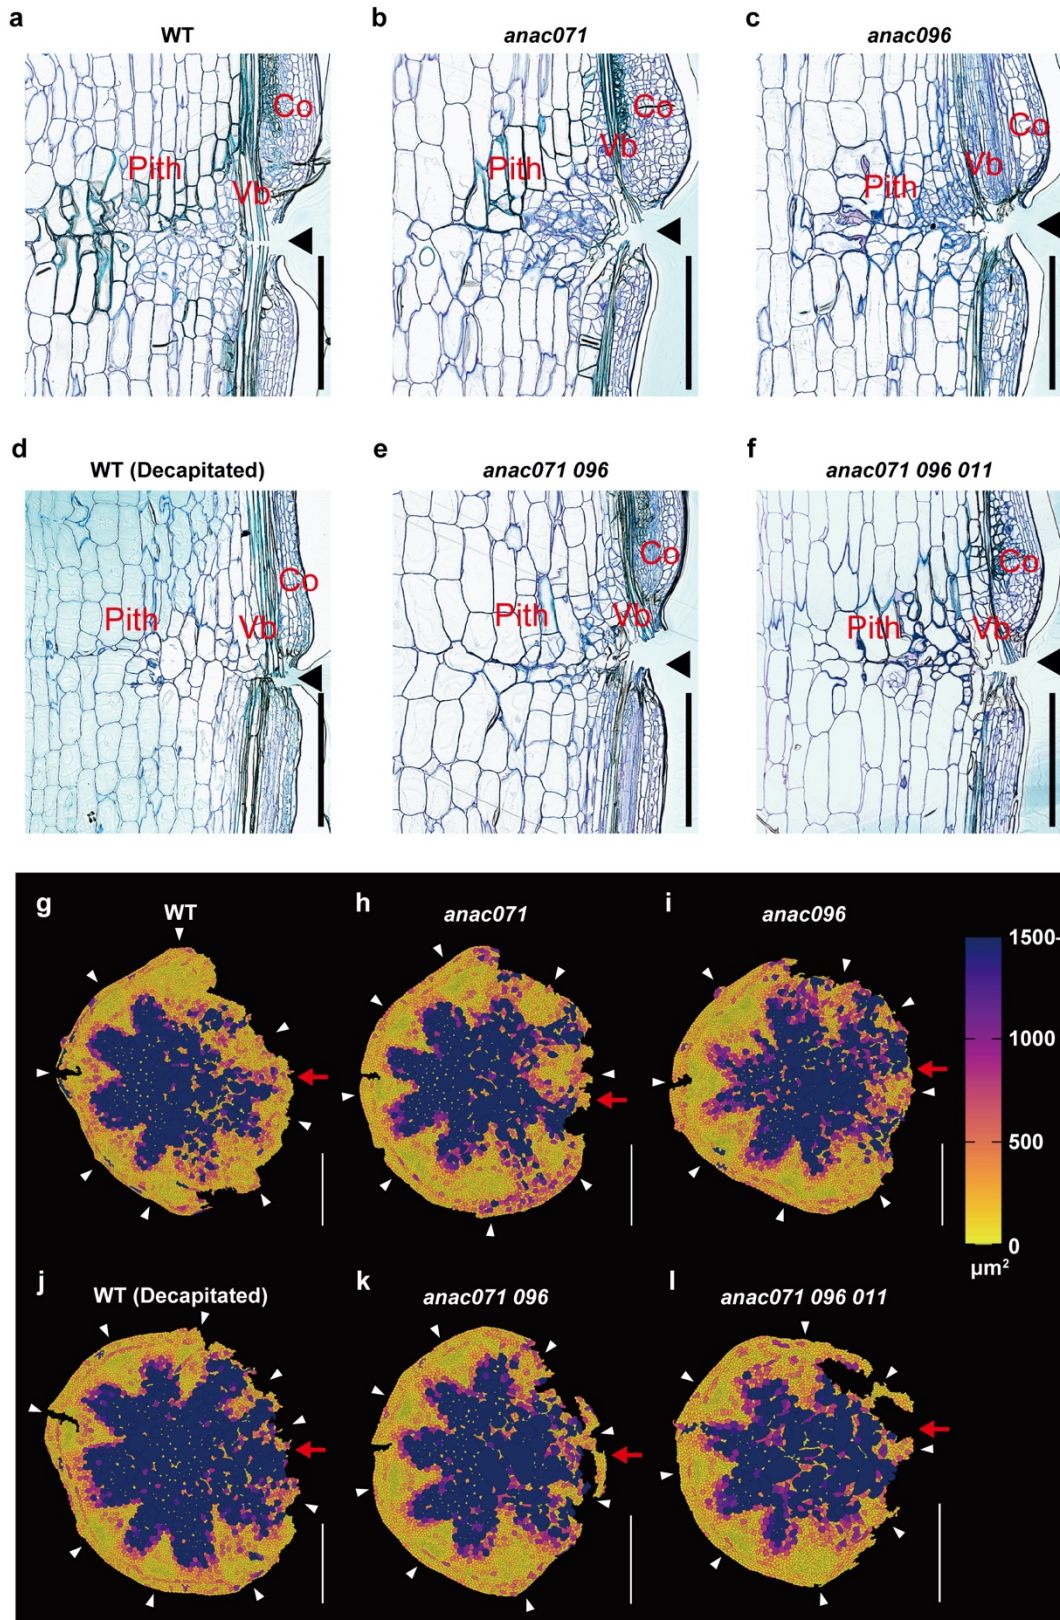 a
WT
Co
Pith
Vb
b
anac071
Co
Pith
Vb
c
anac096
Co
Pith
Vb
d
WT (Decapitated)
Co
Pith
Vb
e
anac071 096
Co
Pith
Vb
f
anac071 096 011
Co
Pith
Vb
g
WT
h
anac071
i
anac096
1500-
1000
500
0
µm²
j
WT (Decapitated)
k
anac071 096
l
anac071 096 011